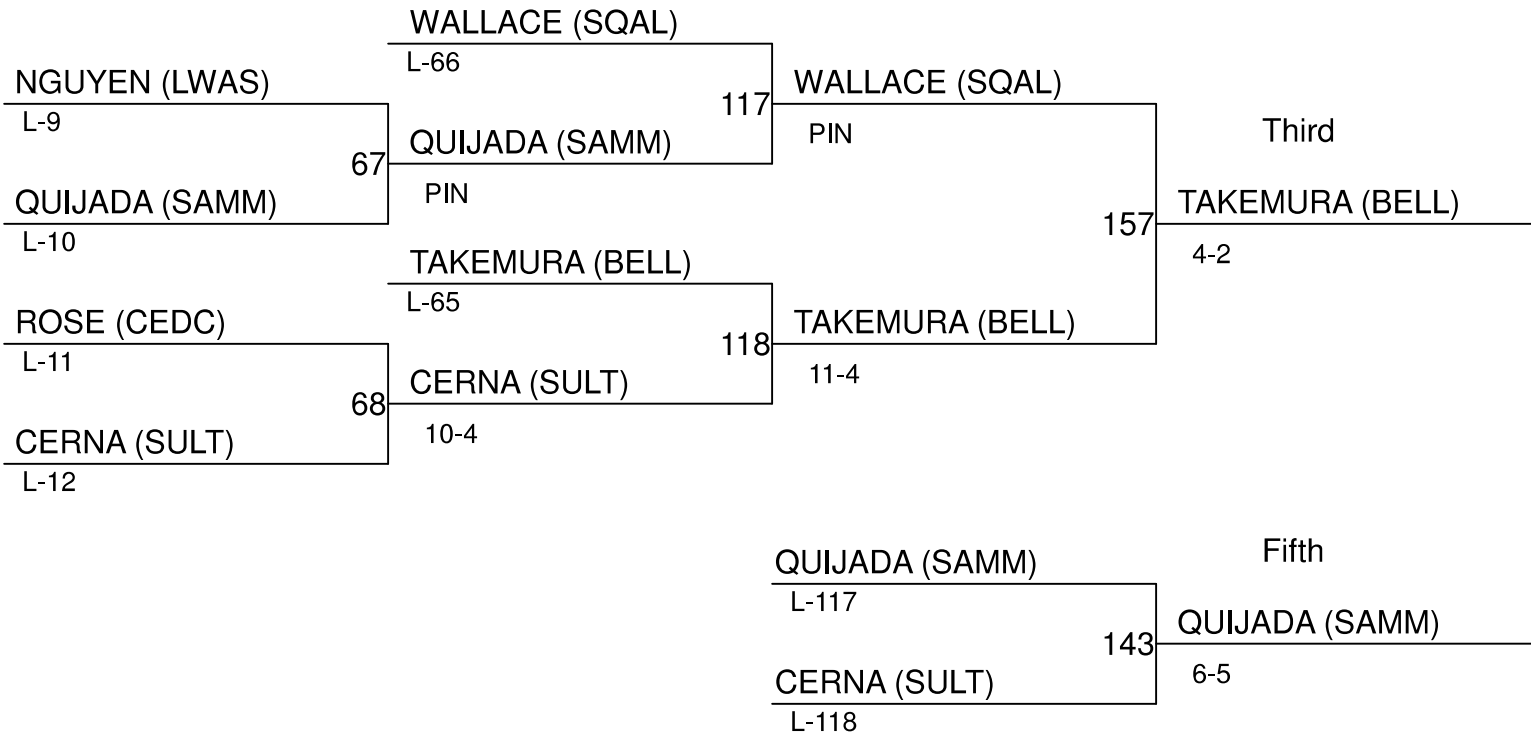 WALLACE (SQAL)
L-66
NGUYEN (LWAS)
L-9
117
WALLACE (SQAL)
PIN
Third
67
QUIJADA (SAMM)
PIN
QUIJADA (SAMM)
L-10
157
TAKEMURA (BELL)
4-2
TAKEMURA (BELL)
L-65
ROSE (CEDC)
L-11
118
TAKEMURA (BELL)
11-4
68
CERNA (SULT)
10-4
CERNA (SULT)
L-12
Fifth
QUIJADA (SAMM)
L-117
143
QUIJADA (SAMM)
6-5
CERNA (SULT)
L-118